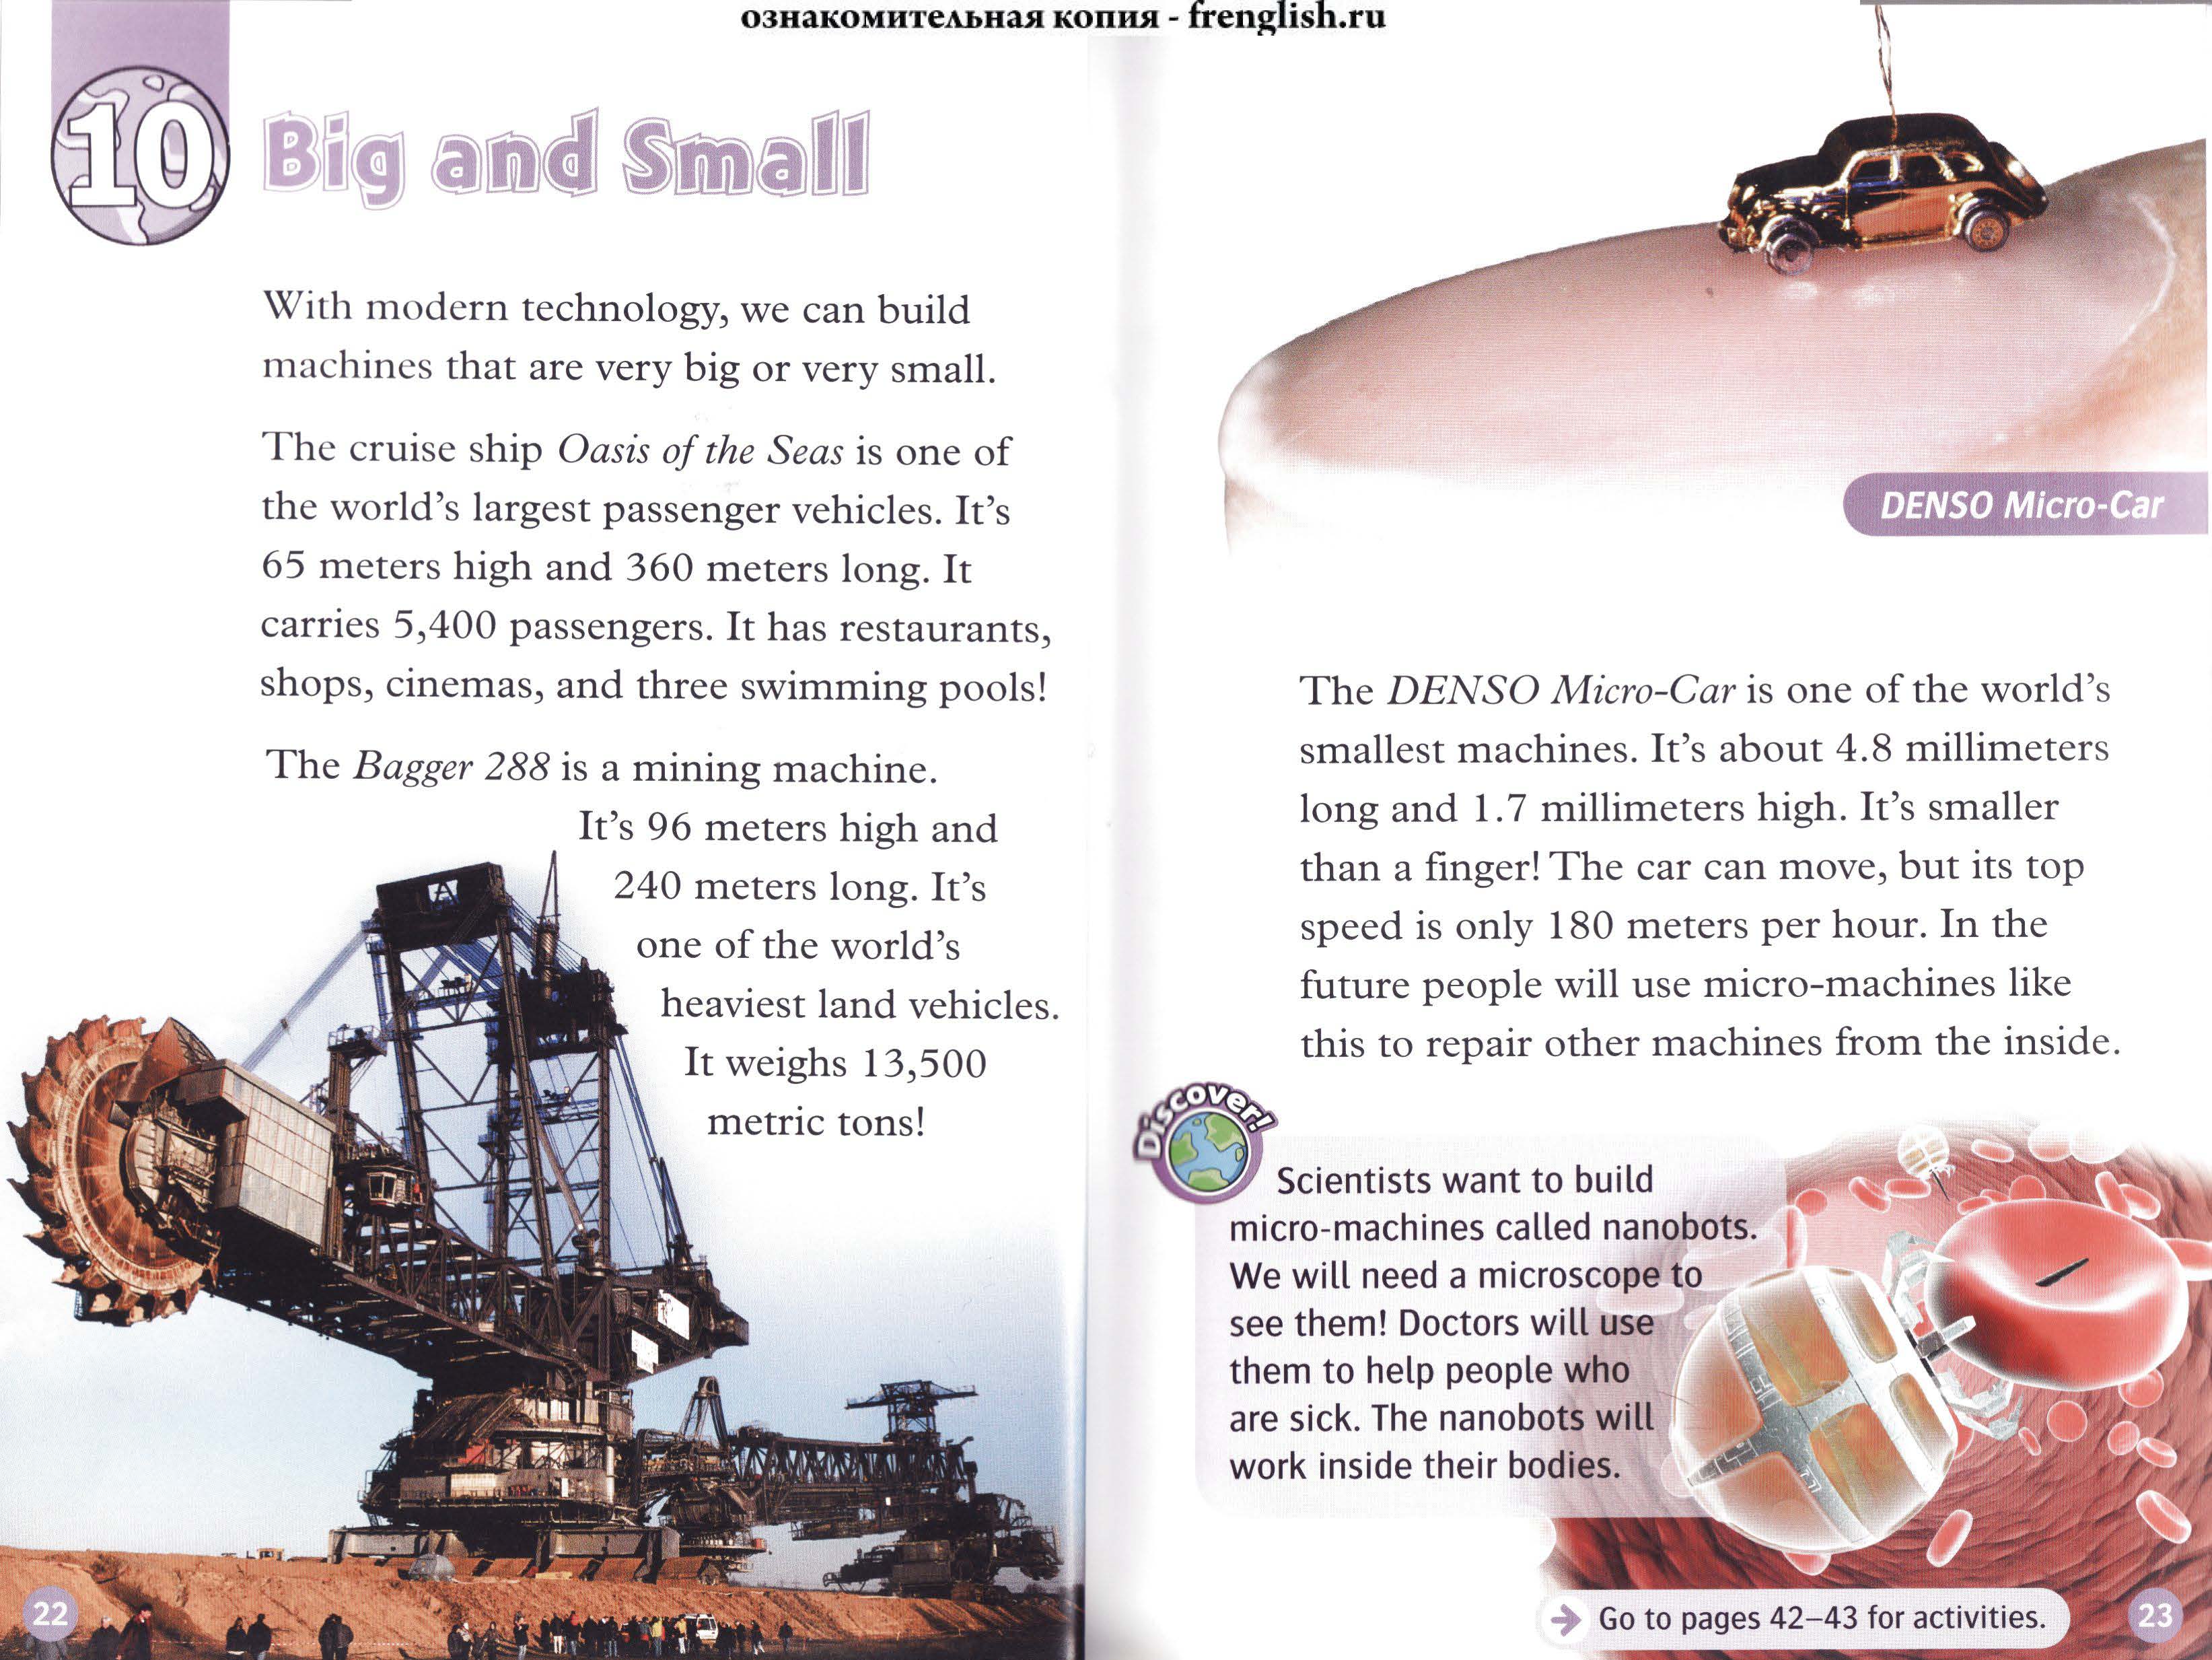 ознакомительная копия - frenglish.ru
10
Big and Small
With modern technology, we can build
machines that are very big or very small.
The cruise ship Oasis of the Seas is one of
the world's largest passenger vehicles. It's
65 meters high and 360 meters long. It
carries 5,400 passengers. It has restaurants,
shops, cinemas, and three swimming pools!
The Bagger 288 is a mining machine.
It's 96 meters high and
240 meters long. It's
one of the world's
heaviest land vehicles.
It weighs 13,500
metric tons!
22
DENSO Micro-Car
The DENSO Micro-Car is one of the world's
smallest machines. It's about 4.8 millimeters
long and 1.7 millimeters high. It's smaller
than a finger! The car can move, but its top
speed is only 180 meters per hour. In the
future people will use micro-machines like
this to repair other machines from the inside.
Discover!
Scientists want to build
micro-machines called nanobots.
We will need a microscope to
see them! Doctors will use
them to help people who
are sick. The nanobots will
work inside their bodies.
Go to pages 42–43 for activities.
23